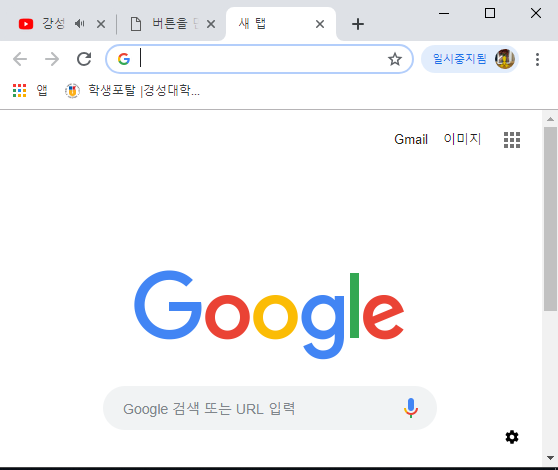 강성
버튼을
새 탭
일시중지됨
앱
학생포탈 |경성대학...
Gmail 이미지
Google
Google 검색 또는 URL 입력